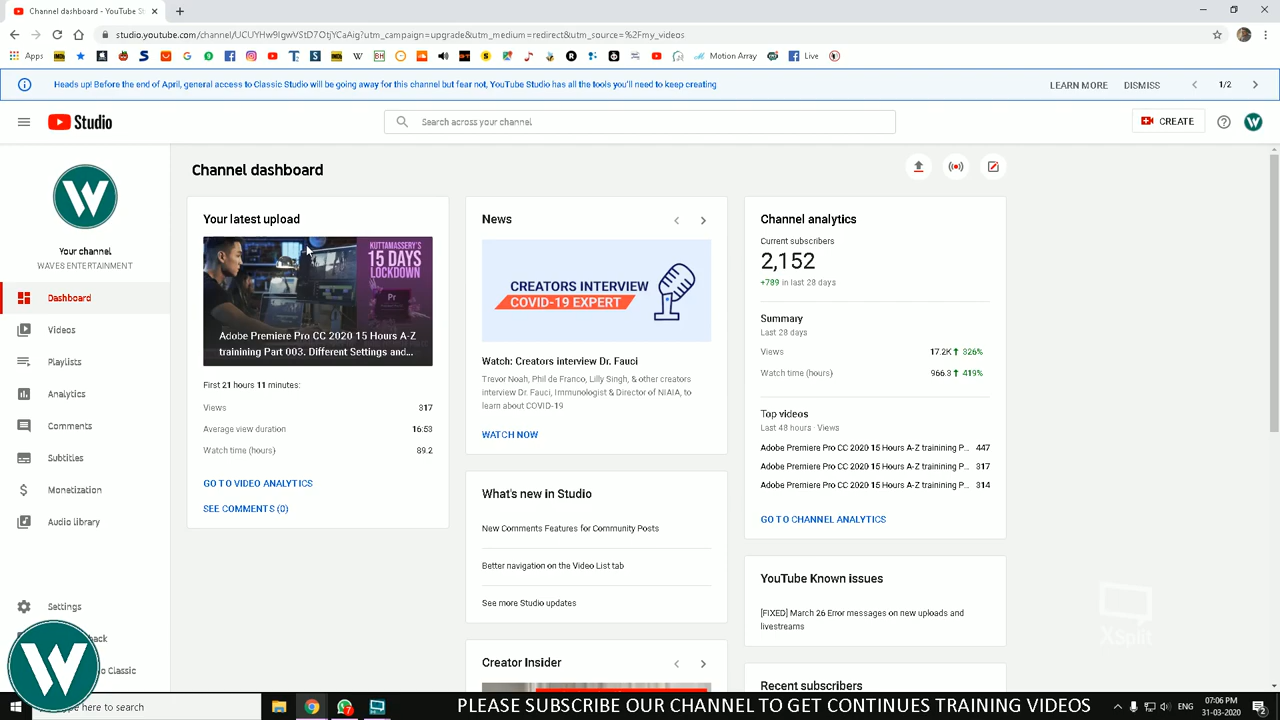 Channel dashboard - YouTube St
studio.youtube.com/channel/UCUYHw9IgwVStD7OtjYCaAig?utm_campaign=upgrade&utm_medium=redirect&utm_source=%2Fmy_videos
Apps
Motion Array
Live
Heads up! Before the end of April, general access to Classic Studio will be going away for this channel but fear not, YouTube Studio has all the tools you'll need to keep creating
LEARN MORE
DISMISS
1/2
Studio
Search across your channel
CREATE
W
Channel dashboard
W
Your channel
WAVES ENTERTAINMENT
Dashboard
Videos
Playlists
Analytics
Comments
Subtitles
Monetization
Audio library
Settings
back
o Classic
W
Your latest upload
KUTTAMASSERY'S
15 DAYS
LOCKDOWN
Pr
Adobe Premiere Pro CC 2020 15 Hours A-Z
trainining Part 003. Different Settings and...
First 21 hours 11 minutes:
Views 317
Average view duration 16:53
Watch time (hours) 89.2
GO TO VIDEO ANALYTICS
SEE COMMENTS (0)
News
CREATORS INTERVIEW
COVID-19 EXPERT
Watch: Creators interview Dr. Fauci
Trevor Noah, Phil de Franco, Lilly Singh, & other creators
interview Dr. Fauci, Immunologist & Director of NIAIA, to
learn about COVID-19
WATCH NOW
What's new in Studio
New Comments Features for Community Posts
Better navigation on the Video List tab
See more Studio updates
Creator Insider
Channel analytics
Current subscribers
2,152
+789 in last 28 days
Summary
Last 28 days
Views 17.2K 326%
Watch time (hours) 966.3 419%
Top videos
Last 48 hours · Views
Adobe Premiere Pro CC 2020 15 Hours A-Z trainining P... 447
Adobe Premiere Pro CC 2020 15 Hours A-Z trainining P... 317
Adobe Premiere Pro CC 2020 15 Hours A-Z trainining P... 314
GO TO CHANNEL ANALYTICS
YouTube Known issues
[FIXED] March 26 Error messages on new uploads and
livestreams
Recent subscribers
XSplit
pe here to search
7
PLEASE SUBSCRIBE OUR CHANNEL TO GET CONTINUES TRAINING VIDEOS
ENG
07:06 PM
31-03-2020
2